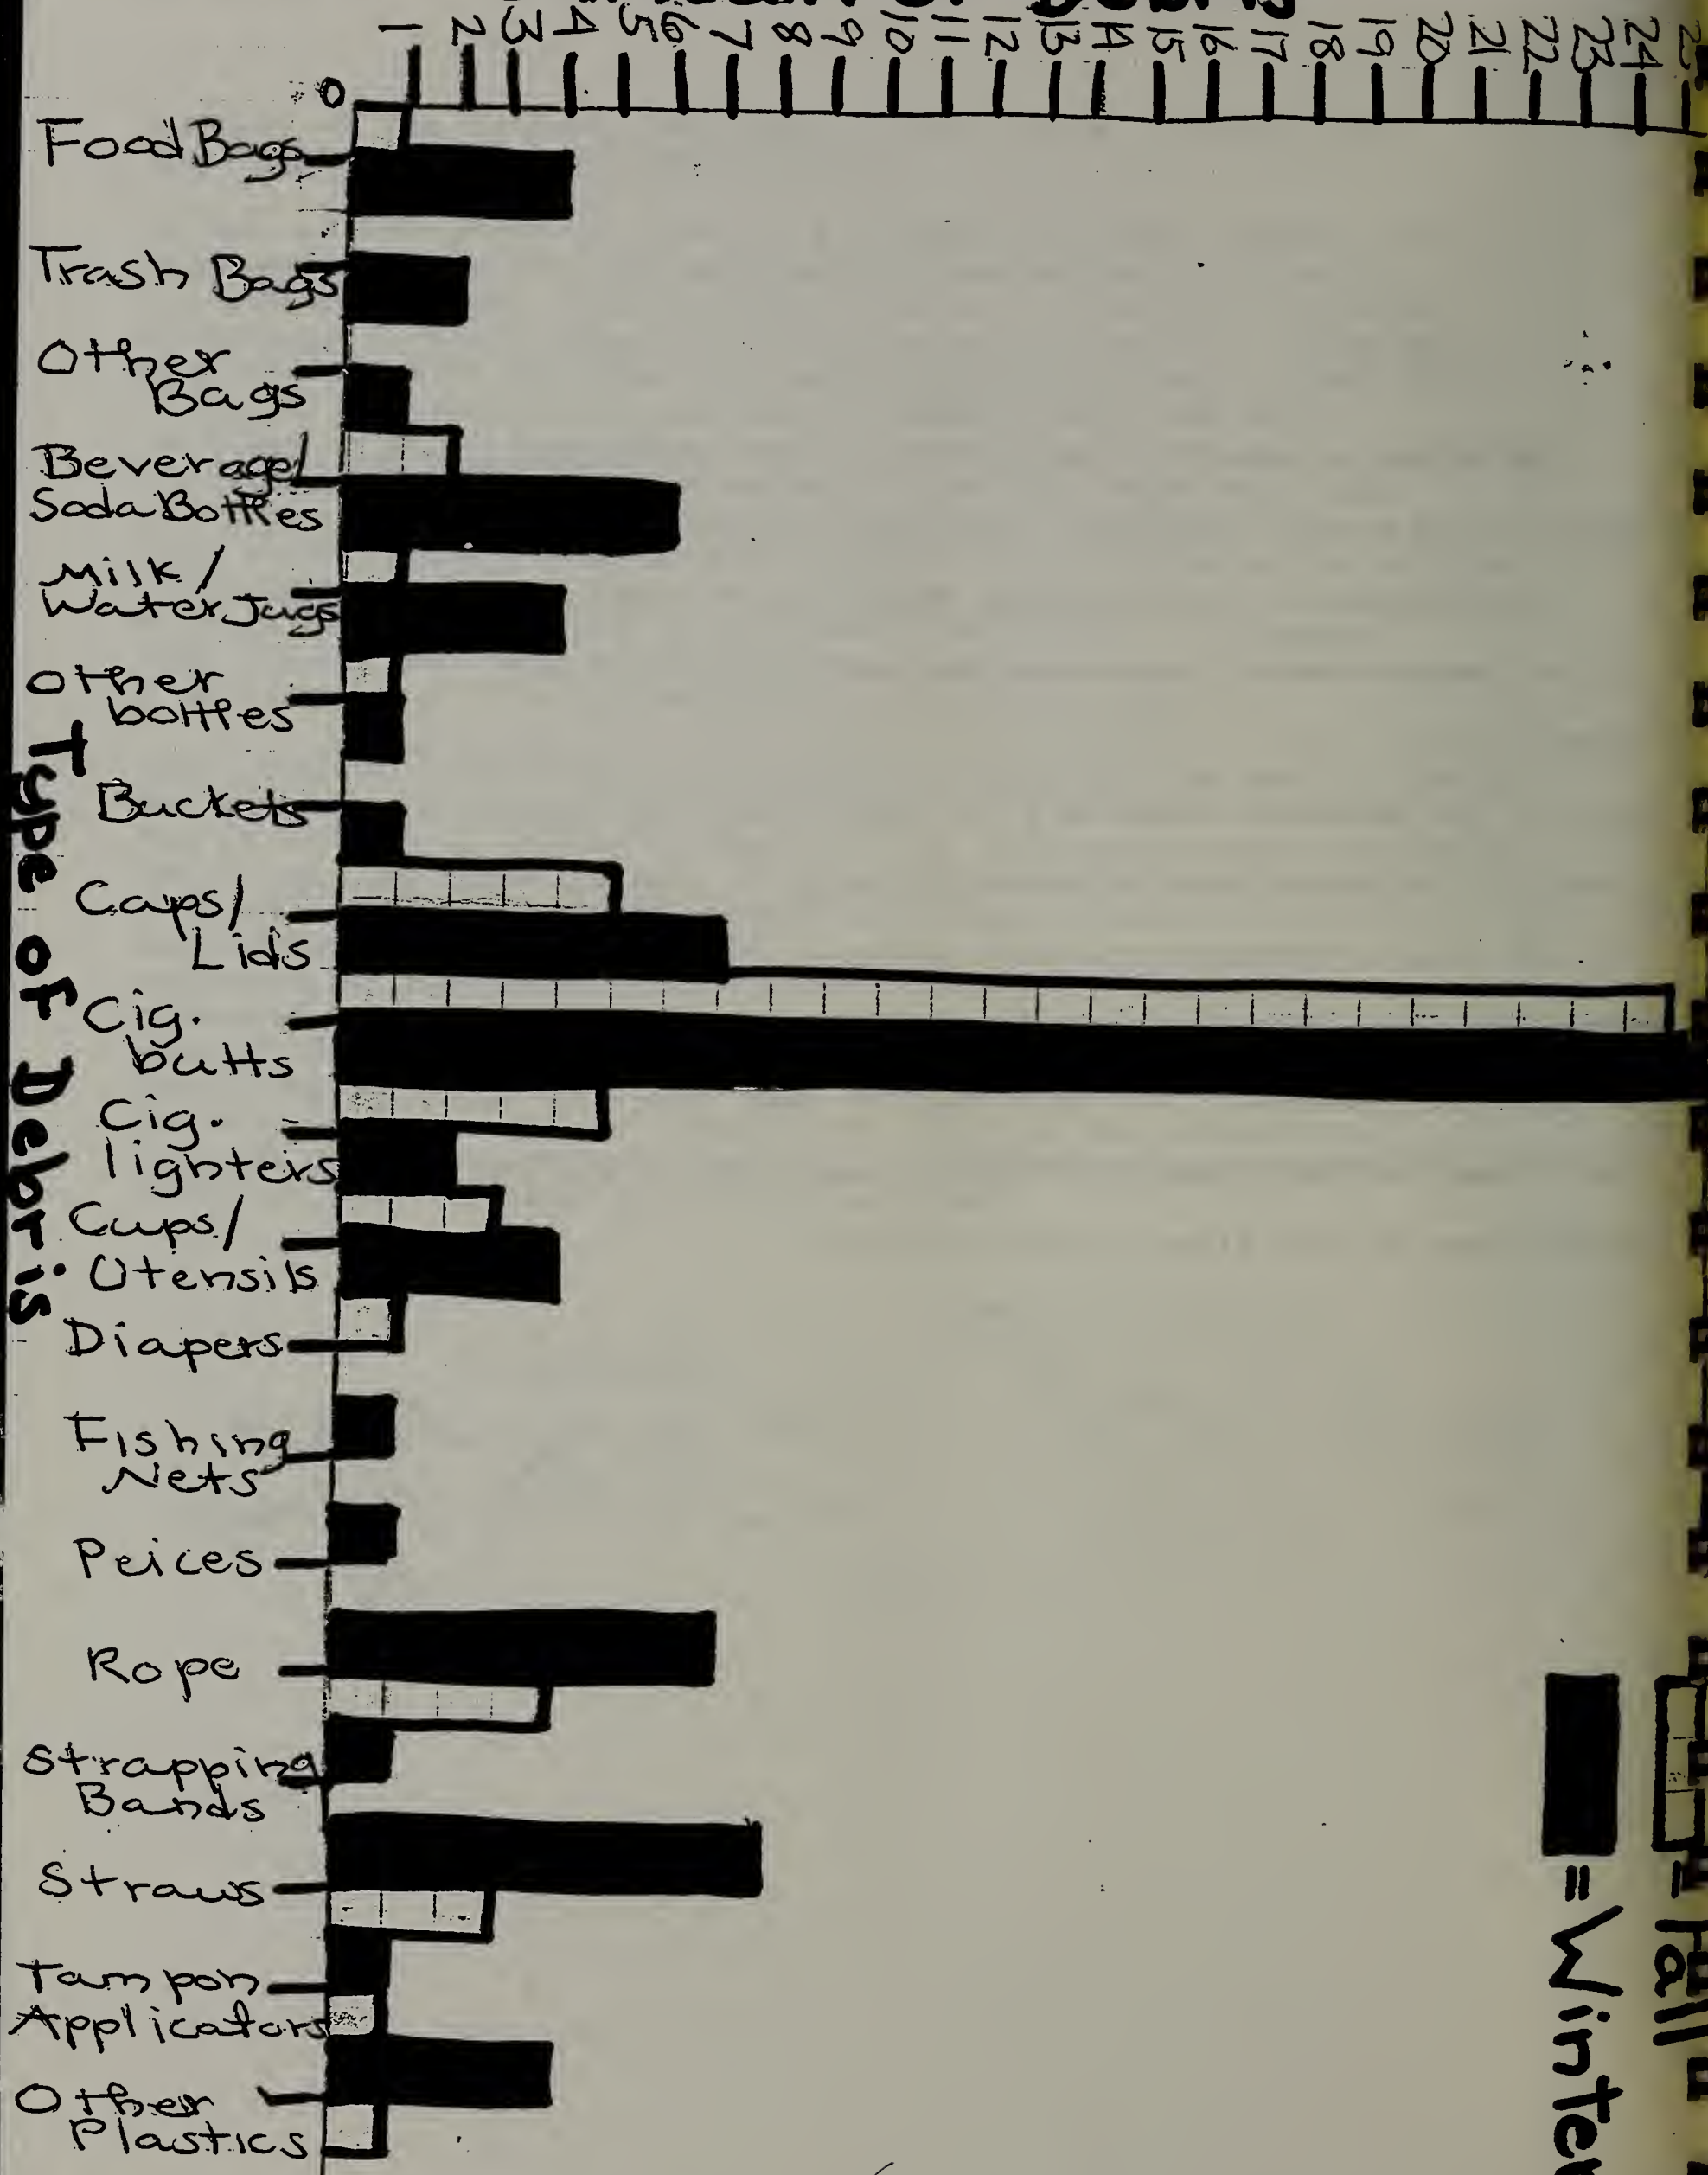 1 2 3 4 5 6 7 8 9 10 11 12 13 14 15 16 17 18 19 20 21 22 23 24
0
Food Bags
Trash Bags
Other
Bags
Beverage/
Soda Bottles
Milk/
Water Jugs
other
bottles
Buckets
Caps/
Lids
Cig.
butts
Cig.
lighters
Cups/
Utensils
Diapers
Fishing
Nets
Peices
Rope
Strapping
Bands
Straws
Tampon
Applicators
Other
Plastics
Type of Debris
= Fall
= Winter